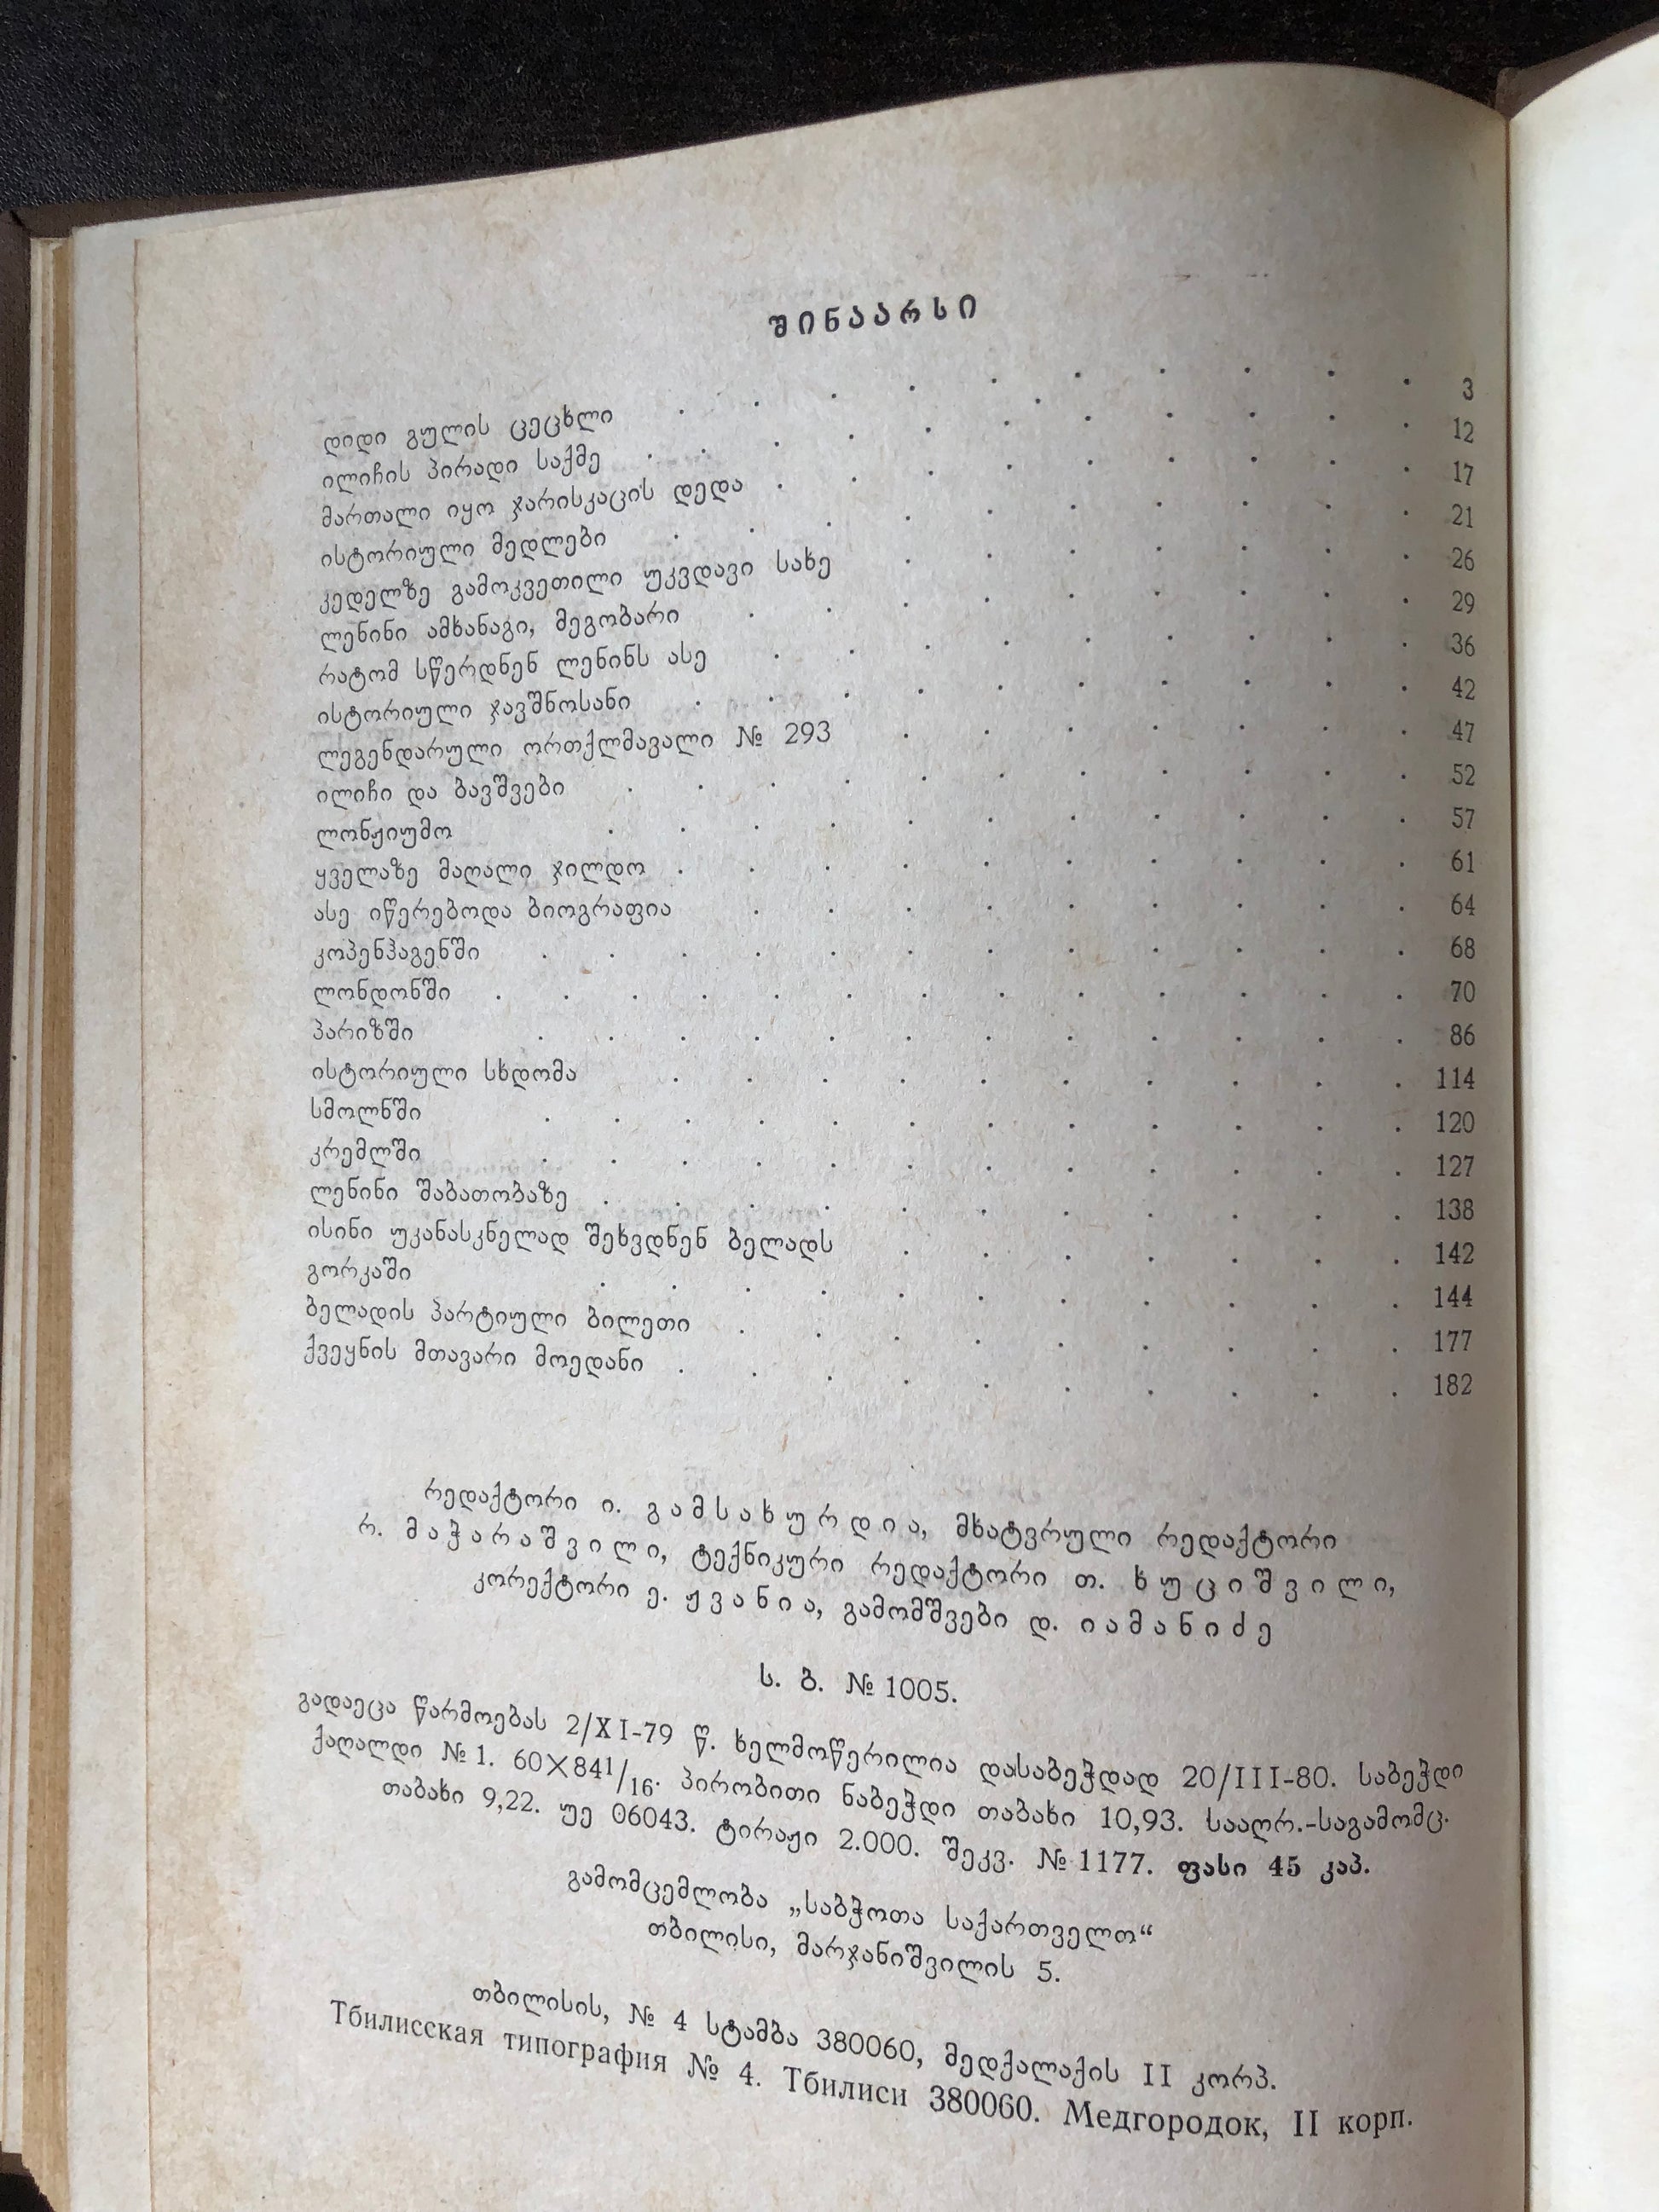 შინაარსი
დიდი გულის ცეცხლი . . . . . . . . . . 3
ილიჩის პირადი საქმე . . . . . . . . . . 12
მართალი იყო ჯარისკაცის დედა . . . . . . . . . 17
ისტორიული მედლები . . . . . . . . . . 21
კედელზე გამოკვეთილი უკვდავი სახე . . . . . . . 26
ლენინი ამხანაგი, მეგობარი . . . . . . . . . 29
რატომ სწერდნენ ლენინს ასე . . . . . . . . . 36
ისტორიული ჯავშნოსანი . . . . . . . . . . 42
ლეგენდარული ორთქლმავალი № 293 . . . . . . . 47
ილიჩი და ბავშვები . . . . . . . . . . . 52
ლონჟიუმო . . . . . . . . . . . 57
ყველაზე მაღალი ჯილდო . . . . . . . . . . 61
ასე იწერებოდა ბიოგრაფია . . . . . . . . . 64
კოპენჰაგენში . . . . . . . . . . . . 68
ლონდონში . . . . . . . . . . . . . 70
პარიზში . . . . . . . . . . . . 86
ისტორიული სხდომა . . . . . . . . . . 114
სმოლნში . . . . . . . . . . . . 120
კრემლში . . . . . . . . . . . . 127
ლენინი შაბათობაზე . . . . . . . . . . . 138
ისინი უკანასკნელად შეხვდნენ ბელადს . . . . . . . 142
გორკაში . . . . . . . . . . . 144
ბელადის პარტიული ბილეთი . . . . . . . . . 177
ქვეყნის მთავარი მოედანი . . . . . . . . . . 182
რედაქტორი ი. გამსახურდია, მხატვრული რედაქტორი
რ. მაჭარაშვილი, ტექნიკური რედაქტორი თ. ხუციშვილი,
კორექტორი ე. ჟვანია, გამომშვები დ. იამანიძე
ს. ბ. № 1005.
გადაეცა წარმოებას 2/XI-79 წ. ხელმოწერილია დასაბეჭდად 20/III-80. საბეჭდი
ქაღალდი № 1. 60×84¹/₁₆. პირობითი ნაბეჭდი თაბახი 10,93. სააღრ.-საგამომც.
თაბახი 9,22. უე 06043. ტირაჟი 2.000. შეკვ. № 1177. ფასი 45 კაპ.
გამომცემლობა „საბჭოთა საქართველო“
თბილისი, მარჯანიშვილის 5.
თბილისის, № 4 სტამბა 380060, მედქალაქის II კორპ.
Тбилисская типография № 4. Тбилиси 380060. Медгородок, II корп.